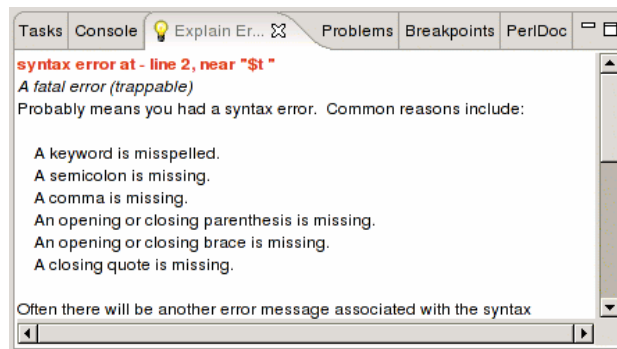 Tasks Console Explain Er... Problems Breakpoints PerlDoc
syntax error at - line 2, near "$t "
A fatal error (trappable)
Probably means you had a syntax error. Common reasons include:
A keyword is misspelled.
A semicolon is missing.
A comma is missing.
An opening or closing parenthesis is missing.
An opening or closing brace is missing.
A closing quote is missing.
Often there will be another error message associated with the syntax